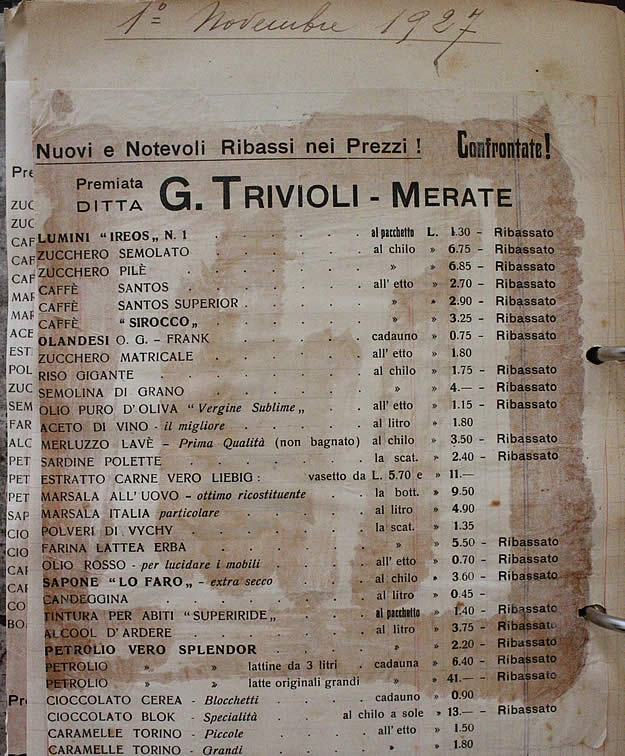 1º Novembre 1927
Nuovi e Notevoli Ribassi nei Prezzi ! Confrontate!
Premiata
DITTA G. TRIVIOLI - MERATE
LUMINI "IREOS„ N. 1 . . . . al pacchetto L. 1.30 - Ribassato
ZUCCHERO SEMOLATO . . . . al chilo » 6.75 - Ribassato
ZUCCHERO PILÈ . . . . » » 6.85 - Ribassato
CAFFÈ SANTOS . . . . all' etto » 2.70 - Ribassato
CAFFÈ SANTOS SUPERIOR . . . . » » 2.90 - Ribassato
CAFFÈ "SIROCCO„ . . . . » » 3.25 - Ribassato
OLANDESI O. G. - FRANK . . . . cadauno » 0.75 - Ribassato
ZUCCHERO MATRICALE . . . . all' etto » 1.80
RISO GIGANTE . . . . al chilo » 1.75 - Ribassato
SEMOLINA DI GRANO . . . . » » 4.— - Ribassato
OLIO PURO D'OLIVA "Vergine Sublime„ . . all' etto » 1.15 - Ribassato
ACETO DI VINO - il migliore . . . . al litro » 1.80
MERLUZZO LAVÈ - Prima Qualità (non bagnato) al chilo » 3.50 - Ribassato
SARDINE POLETTE . . . . la scat. » 2.40 - Ribassato
ESTRATTO CARNE VERO LIEBIG : vasetto da L. 5.70 e » 11.—
MARSALA ALL'UOVO - ottimo ricostituente . . la bott. » 9.50
MARSALA ITALIA particolare . . . . al litro » 4.90
POLVERI DI VYCHY . . . . la scat. » 1.35
FARINA LATTEA ERBA . . . . » » 5.50 - Ribassato
OLIO ROSSO - per lucidare i mobili . . . all' etto » 0.70 - Ribassato
SAPONE "LO FARO„ - extra secco . . . al chilo » 3.60 - Ribassato
CANDEGGINA . . . . al litro » 0.45 -
TINTURA PER ABITI "SUPERIRIDE„ . . . al pacchetto » 1.40 - Ribassato
ALCOOL D'ARDERE . . . . al litro » 3.75 - Ribassato
PETROLIO VERO SPLENDOR . . . . » » 2.20 - Ribassato
PETROLIO » » lattine da 3 litri . cadauna » 6.40 - Ribassato
PETROLIO » » latte originali grandi » » 41.— - Ribassato
CIOCCOLATO CEREA - Blocchetti . . . cadauno » 0.90
CIOCCOLATO BLOK - Specialità . al chilo a sole » 13.— - Ribassato
CARAMELLE TORINO - Piccole . . . all' etto » 1.50
CARAMELLE TORINO - Grandi . . . » » 1.80